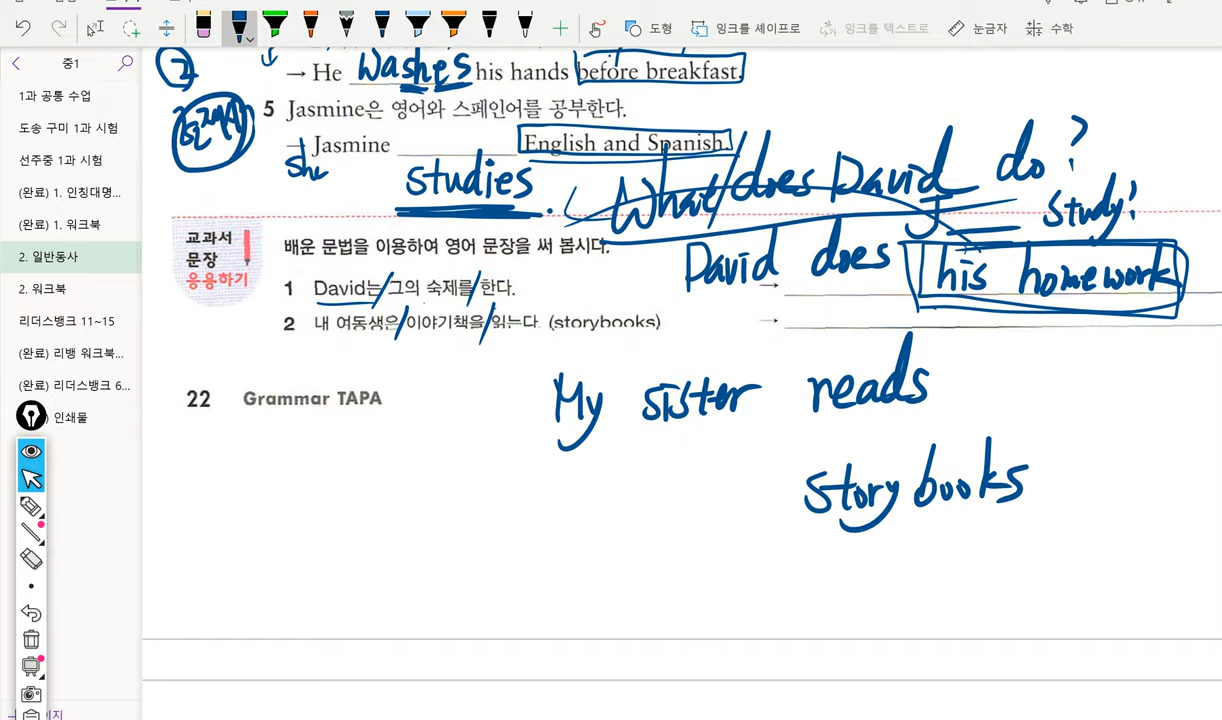 도형
잉크를 셰이프로
잉크를 텍스트로
눈금자
수학
중1
1과 공통 수업
도송 구미 1과 시험
선주중 1과 시험
(완료) 1. 인칭대명...
(완료) 1. 워크북
2. 일반동사
2. 워크북
리더스뱅크 11~15
(완료) 리뱅 워크북...
(완료) 리더스뱅크 6...
) 인쇄물
2
→ He washes his hands before breakfast.
5 Jasmine은 영어와 스페인어를 공부한다.
→ Jasmine English and Spanish.
she
studies.
What does David do?
study?
교과서
문장
응용하기
배운 문법을 이용하여 영어 문장을 써 봅시다.
1 David는 그의 숙제를 한다. →
David does his homework
2 내 여동생은 이야기책을 읽는다. (storybooks) →
My sister reads
storybooks
22 Grammar TAPA